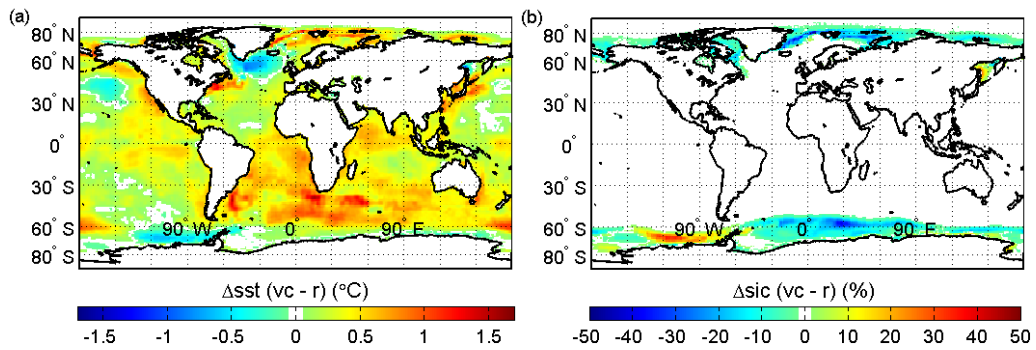 (a)
80° N
60° N
30° N
0°
30° S
60° S
80° S
90° W
0°
90° E
Δsst (vc - r) (°C)
-1.5 -1 -0.5 0 0.5 1 1.5
(b)
80° N
60° N
30° N
0°
30° S
60° S
80° S
90° W
0°
90° E
Δsic (vc - r) (%)
-50 -40 -30 -20 -10 0 10 20 30 40 50